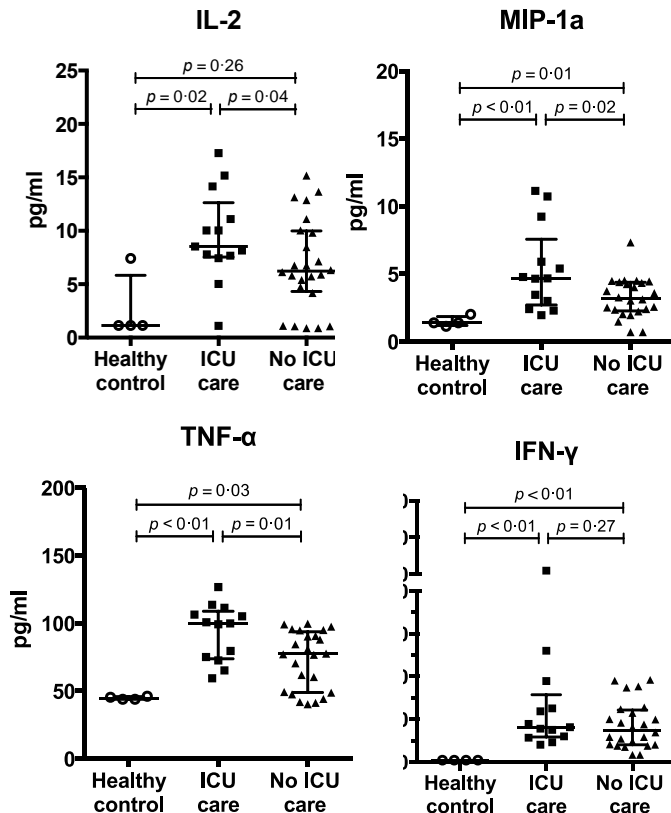 IL-2
25
20
15
10
5
0
pg/ml
p = 0·26
p = 0·02
p = 0·04
Healthy
control
ICU
care
No ICU
care
MIP-1a
20
15
10
5
0
pg/ml
p = 0·01
p < 0·01
p = 0·02
Healthy
control
ICU
care
No ICU
care
TNF-α
200
150
100
50
0
pg/ml
p = 0·03
p < 0·01
p = 0·01
Healthy
control
ICU
care
No ICU
care
IFN-γ
p < 0·01
p < 0·01
p = 0·27
Healthy
control
ICU
care
No ICU
care